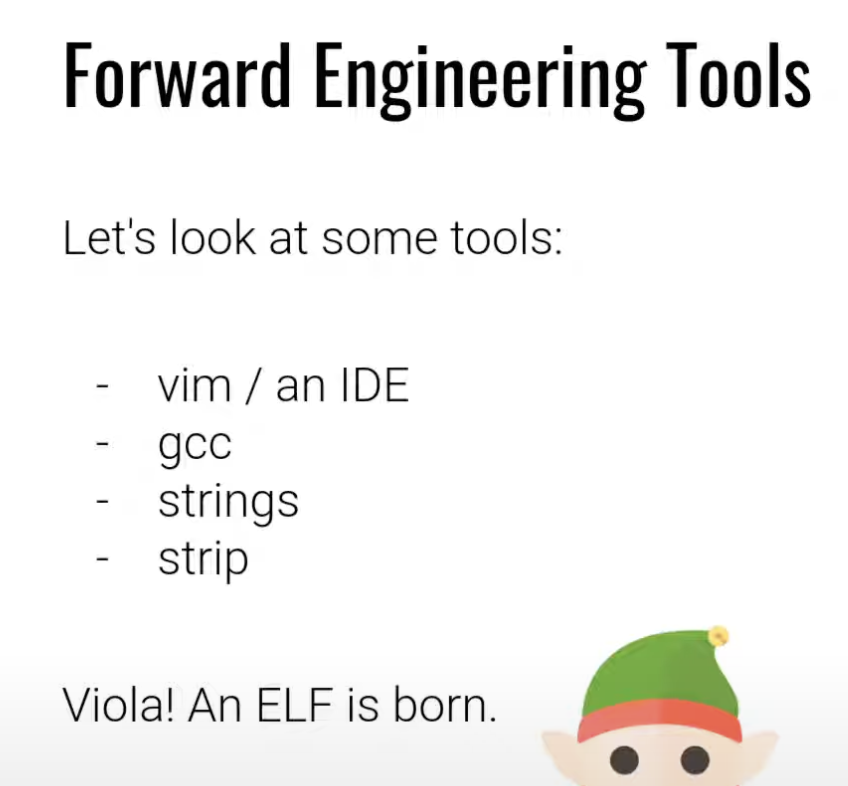 Forward Engineering Tools
Let's look at some tools:
- vim / an IDE
- gcc
- strings
- strip
Viola! An ELF is born.